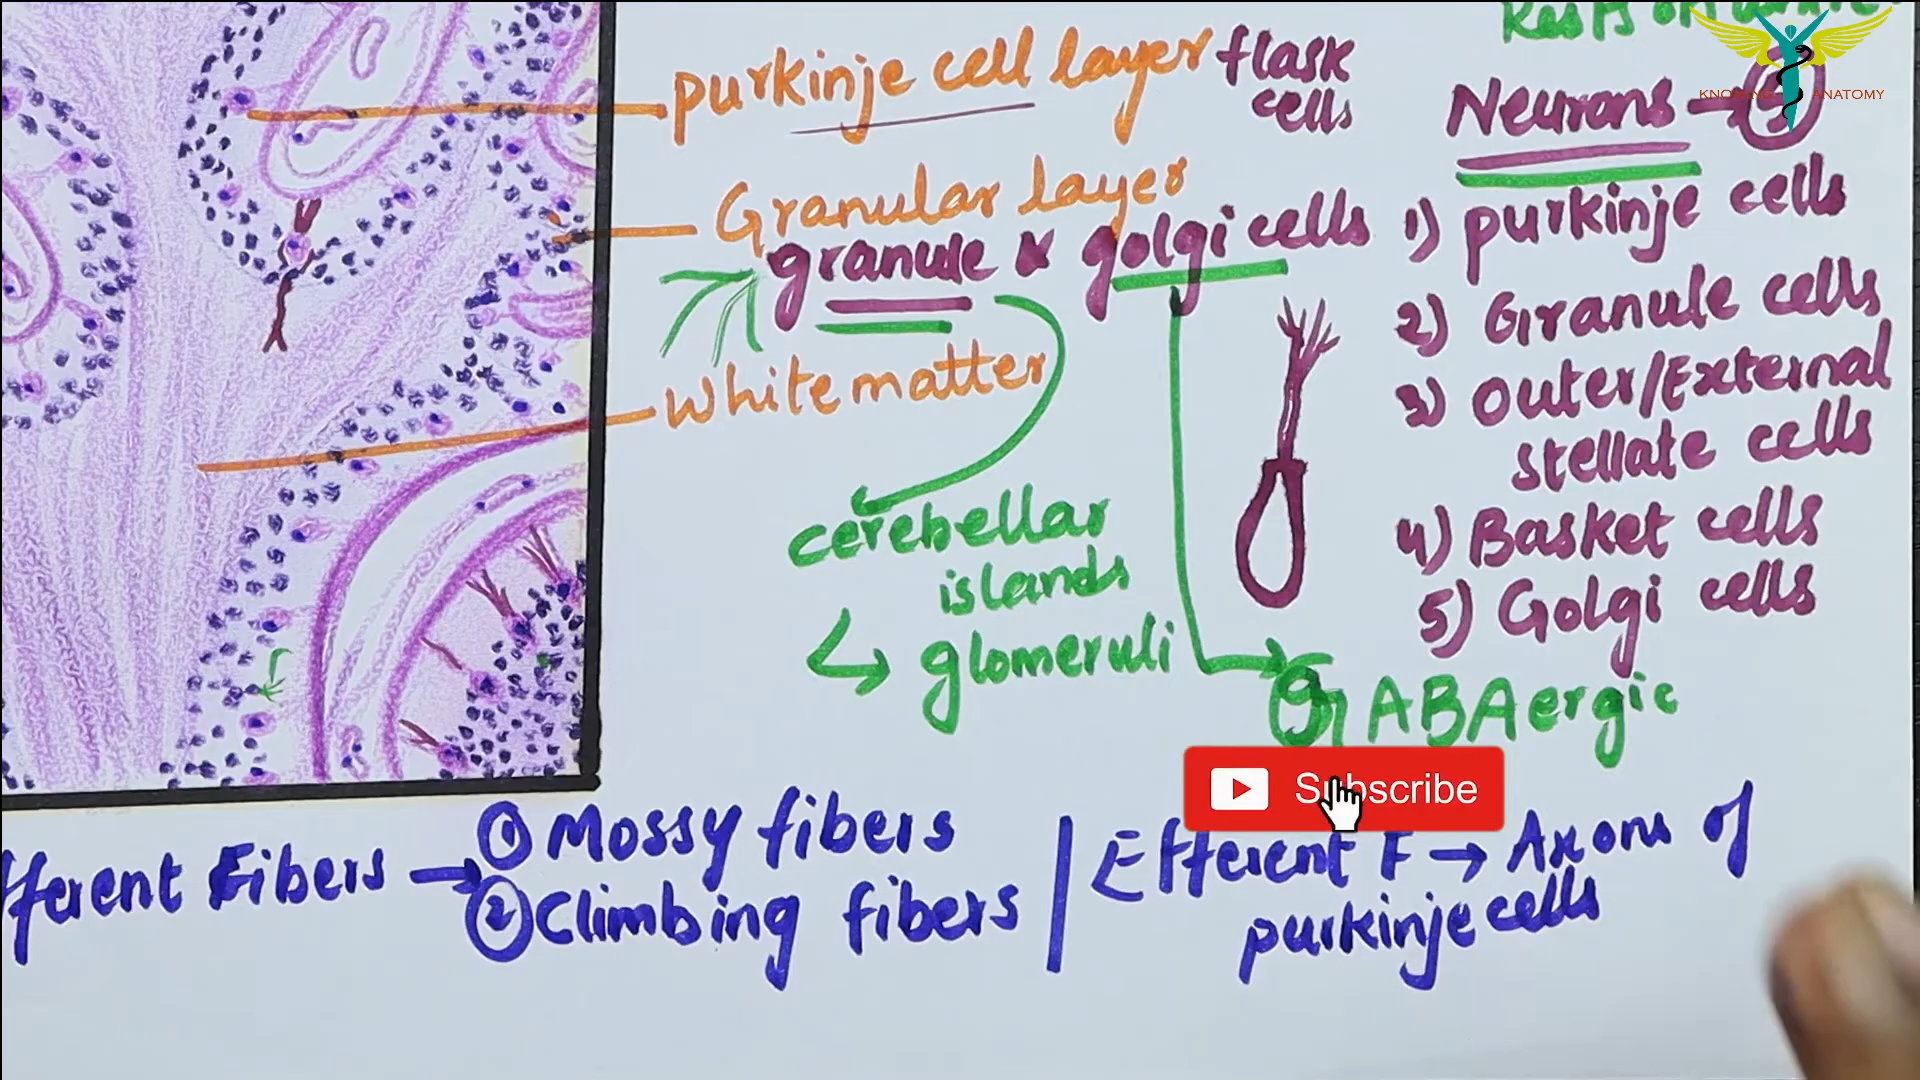 purkinje cell layer flask cells
Granular layer
granule & golgi cells
white matter
cerebellar
islands
glomeruli
GABAergic
KNO ANATOMY
Neurons → 5
1) purkinje cells
2) Granule cells
3) Outer/External
stellate cells
4) Basket cells
5) Golgi cells
Subscribe
fferent Fibers → ① Mossy fibers
② Climbing fibers
Efferent F → Axons of
purkinje cells